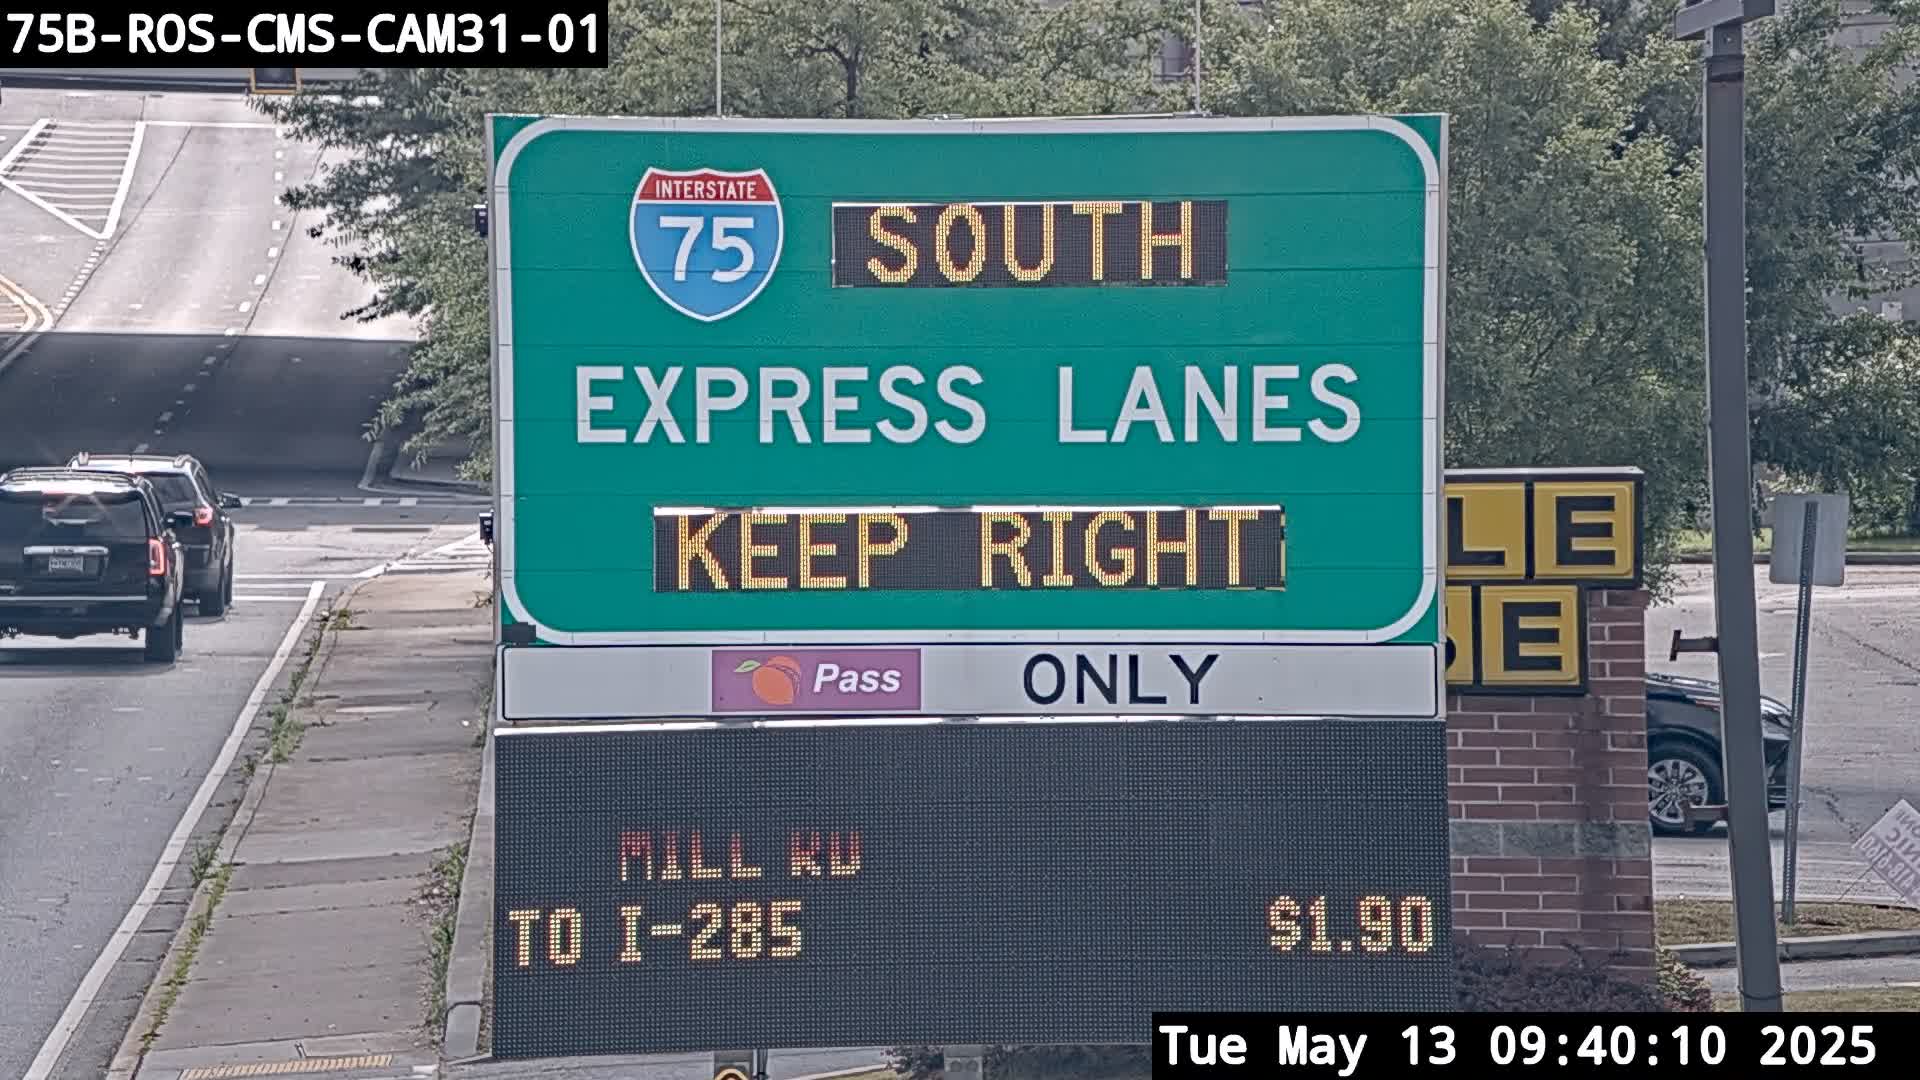 75B-ROS-CMS-CAM31-01
INTERSTATE
75
SOUTH
EXPRESS LANES
KEEP RIGHT
Pass ONLY
LE
E
MILL RD
TO I-285 $1.90
Tue May 13 09:40:10 2025